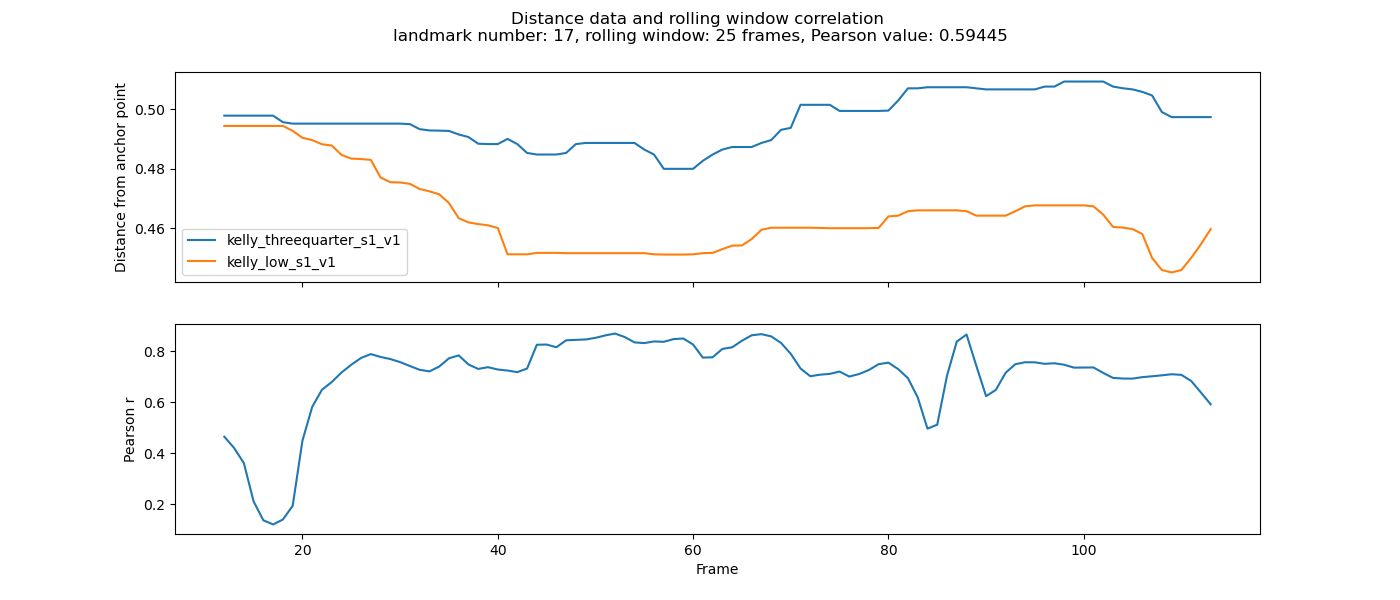 Distance data and rolling window correlation
landmark number: 17, rolling window: 25 frames, Pearson value: 0.59445
Distance from anchor point
0.50
0.48
0.46
kelly_threequarter_s1_v1
kelly_low_s1_v1
Pearson r
0.8
0.6
0.4
0.2
20 40 60 80 100
Frame